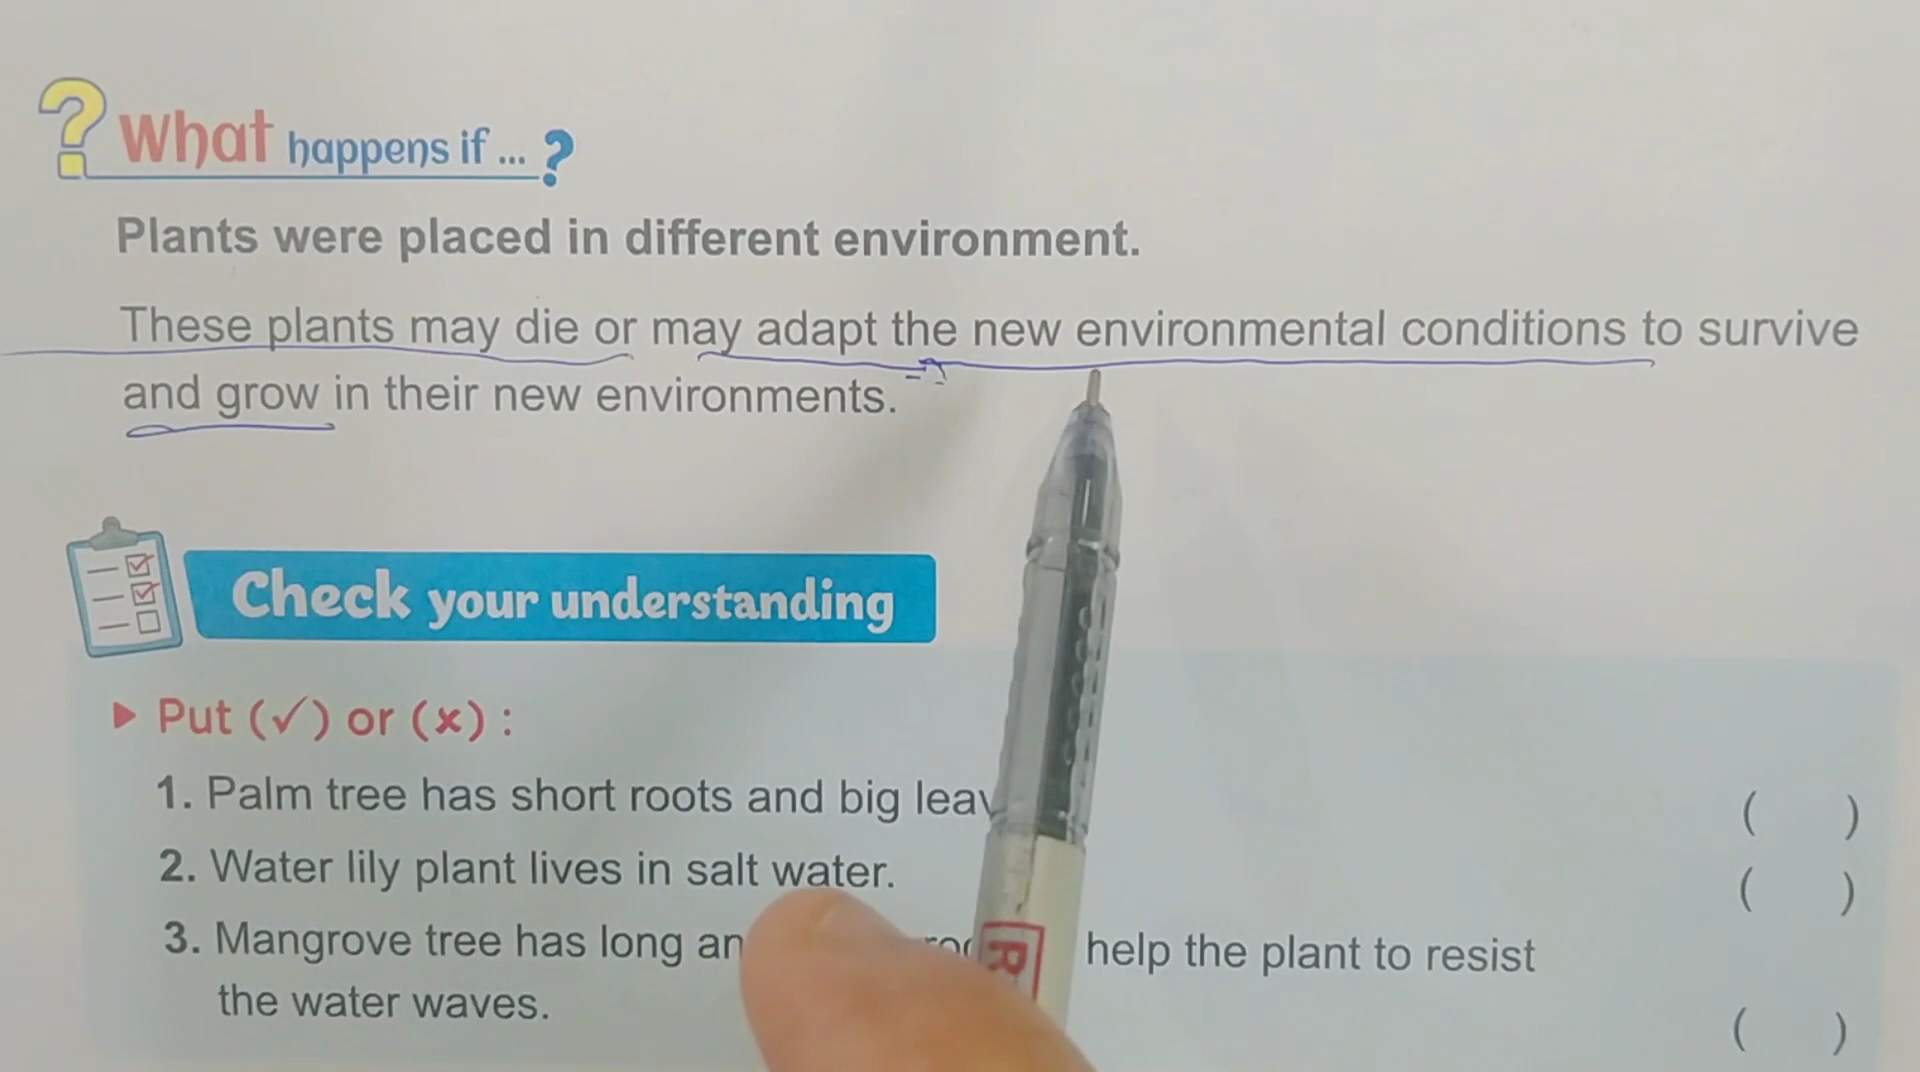 ? What happens if ... ?
Plants were placed in different environment.
These plants may die or may adapt the new environmental conditions to survive
and grow in their new environments.
Check your understanding
Put (✓) or (x) :
1. Palm tree has short roots and big ( )
2. Water lily plant lives in salt water. ( )
3. Mangrove tree has long help the plant to resist
the water waves. ( )
R